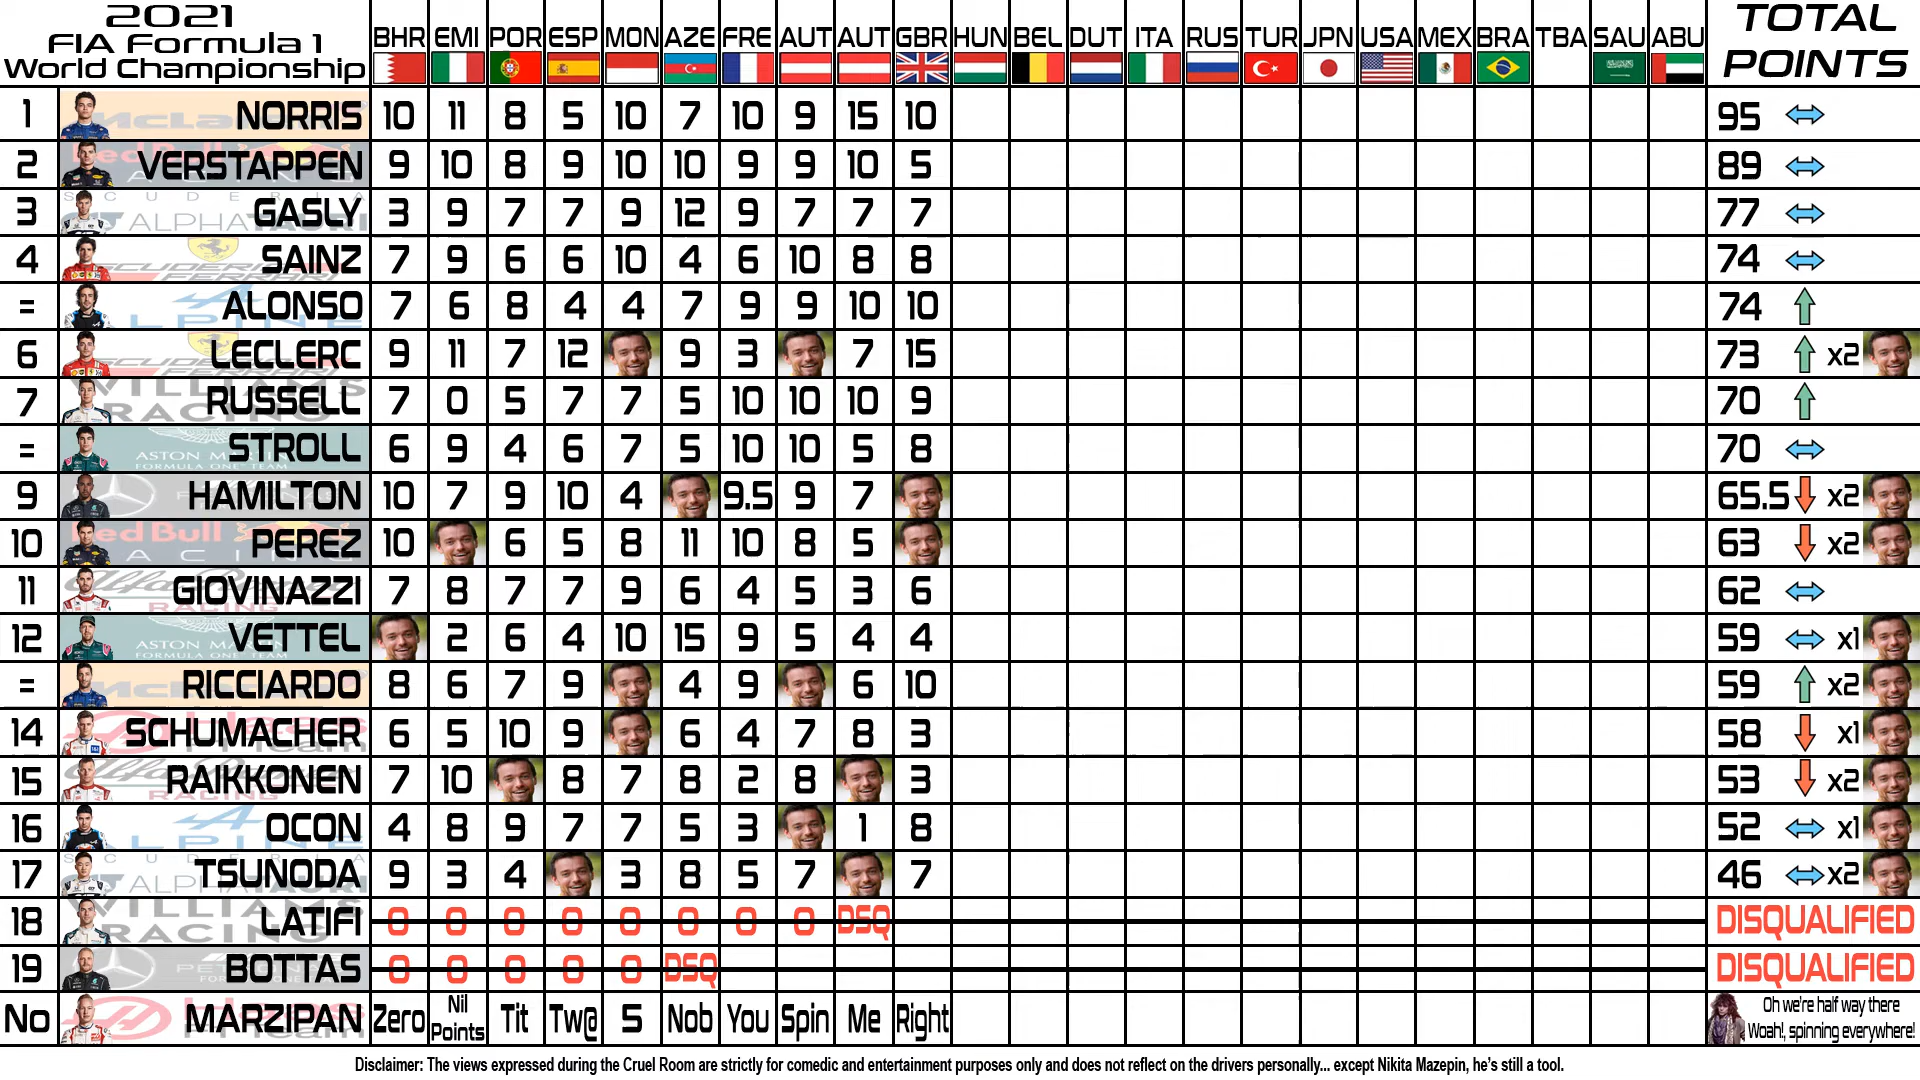 2021
FIA Formula 1
World Championship
BHR EMI POR ESP MON AZE FRE AUT AUT GBR HUN BEL DUT ITA RUS TUR JPN USA MEX BRA TBA SAU ABU
TOTAL
POINTS
1 NORRIS 10 11 8 5 10 7 10 9 15 10 95
2 VERSTAPPEN 9 10 8 9 10 10 9 9 10 5 89
3 GASLY 3 9 7 7 9 12 9 7 7 7 77
4 SAINZ 7 9 6 6 10 4 6 10 8 8 74
= ALONSO 7 6 8 4 4 7 9 9 10 10 74
6 LECLERC 9 11 7 12 9 3 7 15 73 x2
7 RUSSELL 7 0 5 7 7 5 10 10 10 9 70
= STROLL 6 9 4 6 7 5 10 10 5 8 70
9 HAMILTON 10 7 9 10 4 9.5 9 7 65.5 x2
10 PEREZ 10 6 5 8 11 10 8 5 63 x2
11 GIOVINAZZI 7 8 7 7 9 6 4 5 3 6 62
12 VETTEL 2 6 4 10 15 9 5 4 4 59 x1
= RICCIARDO 8 6 7 9 4 9 6 10 59 x2
14 SCHUMACHER 6 5 10 9 6 4 7 8 3 58 x1
15 RAIKKONEN 7 10 8 7 8 2 8 3 53 x2
16 OCON 4 8 9 7 7 5 3 1 8 52 x1
17 TSUNODA 9 3 4 3 8 5 7 7 46 x2
18 LATIFI 0 0 0 0 0 0 0 0 DSQ DISQUALIFIED
19 BOTTAS 0 0 0 0 0 DSQ DISQUALIFIED
No MARZIPAN Zero Nil Points Tit Tw@ 5 Nob You Spin Me Right
Oh we're half way there
Woah!, spinning everywhere!
Disclaimer: The views expressed during the Cruel Room are strictly for comedic and entertainment purposes only and does not reflect on the drivers personally... except Nikita Mazepin, he's still a tool.